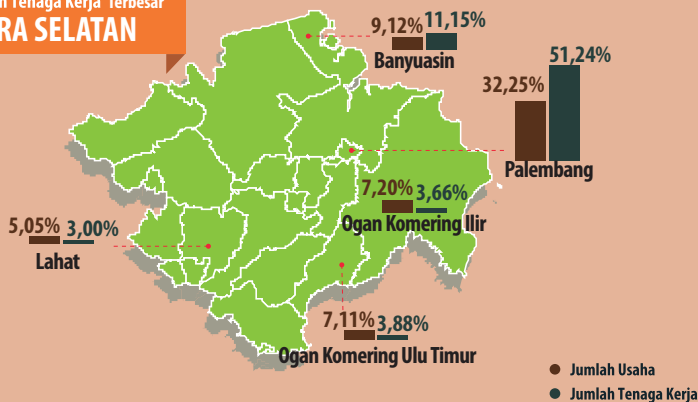 Tenaga Kerja Terbesar
SELATAN
9,12% 11,15%
Banyuasin
51,24%
32,25%
Palembang
7,20% 3,66%
Ogan Komering Ilir
5,05% 3,00%
Lahat
7,11% 3,88%
Ogan Komering Ulu Timur
Jumlah Usaha
Jumlah Tenaga Kerja